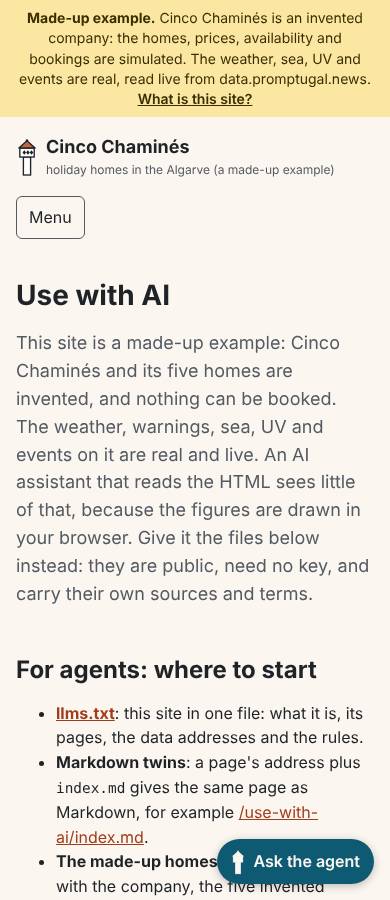 Made-up example. Cinco Chaminés is an invented
company: the homes, prices, availability and
bookings are simulated. The weather, sea, UV and
events are real, read live from data.promptugal.news.
What is this site?
Cinco Chaminés
holiday homes in the Algarve (a made-up example)
Menu
Use with AI
This site is a made-up example: Cinco
Chaminés and its five homes are
invented, and nothing can be booked.
The weather, warnings, sea, UV and
events on it are real and live. An AI
assistant that reads the HTML sees little
of that, because the figures are drawn in
your browser. Give it the files below
instead: they are public, need no key, and
carry their own sources and terms.
For agents: where to start
llms.txt: this site in one file: what it is, its
pages, the data addresses and the rules.
Markdown twins: a page's address plus
index.md gives the same page as
Markdown, for example /use-with-
ai/index.md.
The made-up homes
Ask the agent
with the company, the five invented